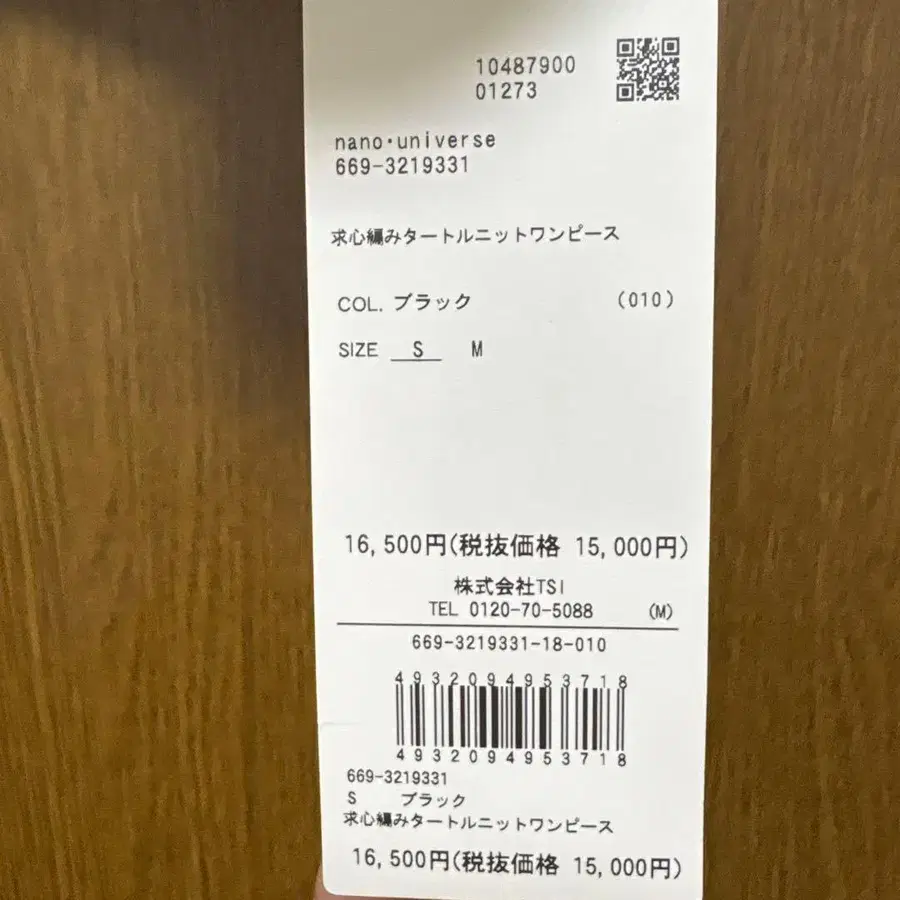 10487900
01273
nano・universe
669-3219331
求心編みタートルニットワンピース
COL. ブラック (010)
SIZE S M
16,500円(税抜価格 15,000円)
株式会社TSI
TEL 0120-70-5088 (M)
669-3219331-18-010
4932094953718
4932094953718
669-3219331
S ブラック
求心編みタートルニットワンピース
16,500円(税抜価格 15,000円)